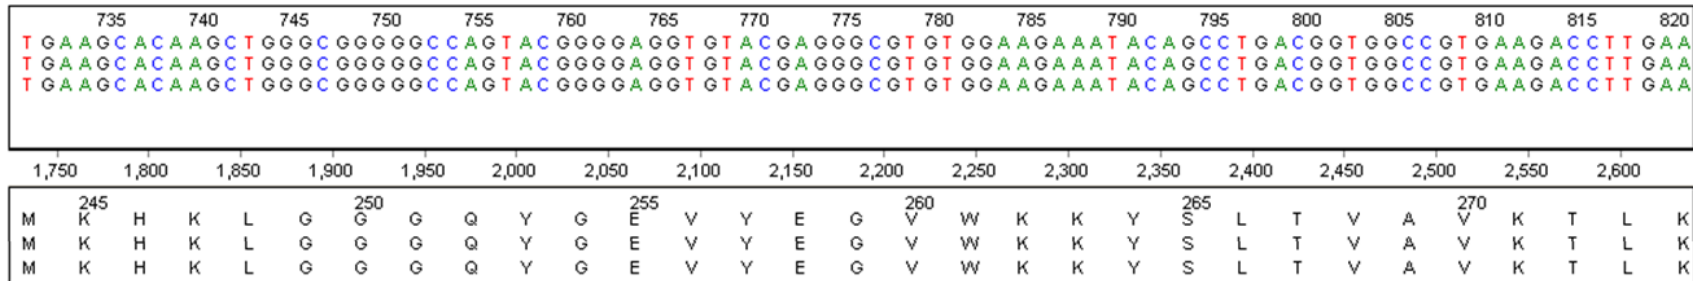 735 740 745 750 755 760 765 770 775 780 785 790 795 800 805 810 815 820
TGAAGCACAAGCTGGGCGGGGGCCAGTACGGGGAGGTGTACGAGGGCGTGTGGAAGAAATACAGCCTGACGGTGGCCGTGAAGACCTTGAA
TGAAGCACAAGCTGGGCGGGGGCCAGTACGGGGAGGTGTACGAGGGCGTGTGGAAGAAATACAGCCTGACGGTGGCCGTGAAGACCTTGAA
TGAAGCACAAGCTGGGCGGGGGCCAGTACGGGGAGGTGTACGAGGGCGTGTGGAAGAAATACAGCCTGACGGTGGCCGTGAAGACCTTGAA
1,750 1,800 1,850 1,900 1,950 2,000 2,050 2,100 2,150 2,200 2,250 2,300 2,350 2,400 2,450 2,500 2,550 2,600
245 250 255 260 265 270
M K H K L G G G Q Y G E V Y E G V W K K Y S L T V A V K T L K
M K H K L G G G Q Y G E V Y E G V W K K Y S L T V A V K T L K
M K H K L G G G Q Y G E V Y E G V W K K Y S L T V A V K T L K